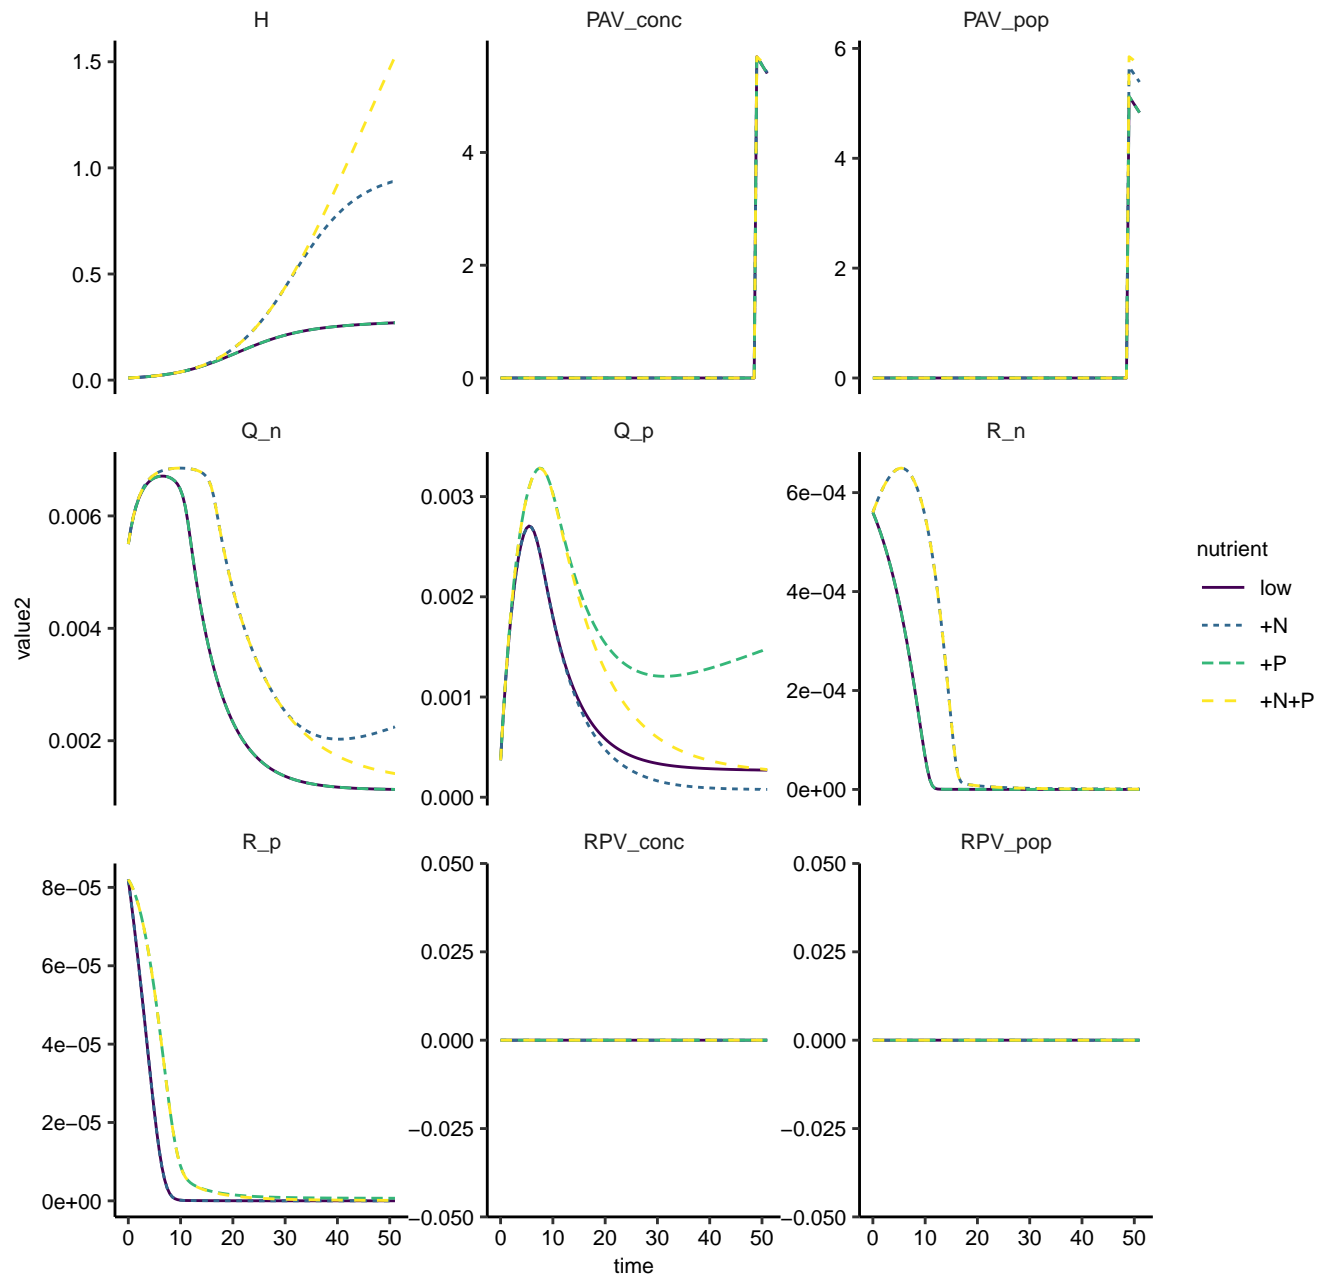 H
PAV_conc
PAV_pop
1.5
1.0
0.5
0.0
4
2
0
6
4
2
0
Q_n
Q_p
R_n
0.006
0.004
0.002
0.003
0.002
0.001
0.000
6e−04
4e−04
2e−04
0e+00
R_p
RPV_conc
RPV_pop
8e−05
6e−05
4e−05
2e−05
0e+00
0.050
0.025
0.000
−0.025
−0.050
0.050
0.025
0.000
−0.025
−0.050
0 10 20 30 40 50
0 10 20 30 40 50
0 10 20 30 40 50
time
value2
nutrient
low
+N
+P
+N+P